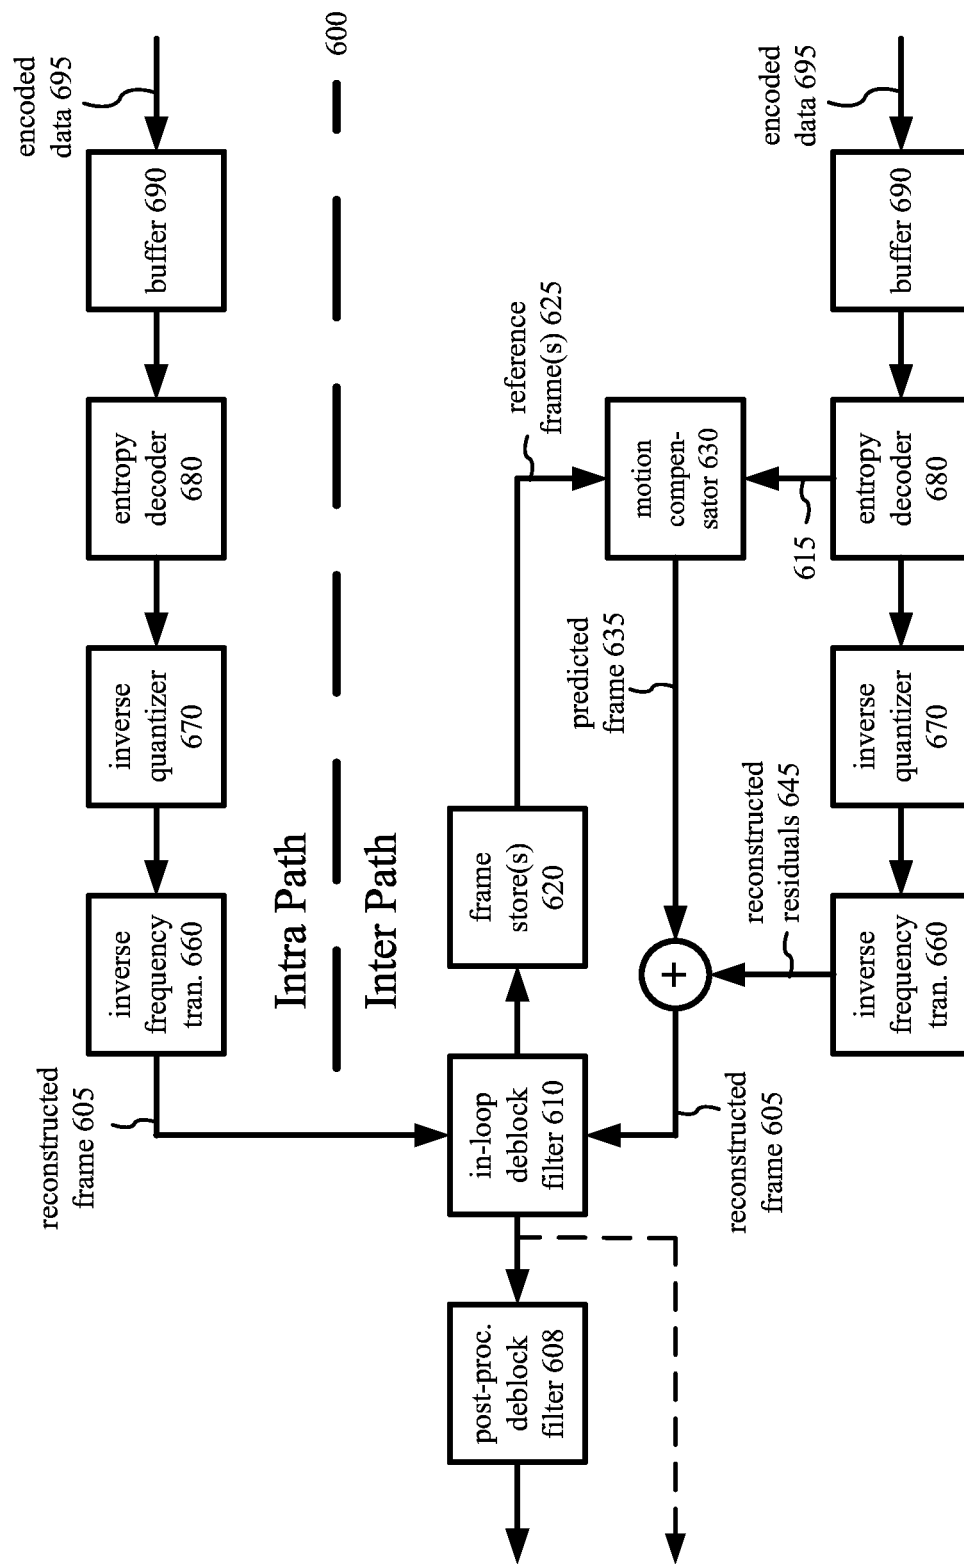 600
encoded
data 695
buffer 690
entropy
decoder
680
inverse
quantizer
670
inverse
frequency
tran. 660
reconstructed
frame 605
Intra Path
Inter Path
reference
frame(s) 625
frame
store(s)
620
in-loop
deblock
filter 610
post-proc.
deblock
filter 608
motion
compen-
sator 630
predicted
frame 635
+
reconstructed
frame 605
615
reconstructed
residuals 645
encoded
data 695
buffer 690
entropy
decoder
680
inverse
quantizer
670
inverse
frequency
tran. 660